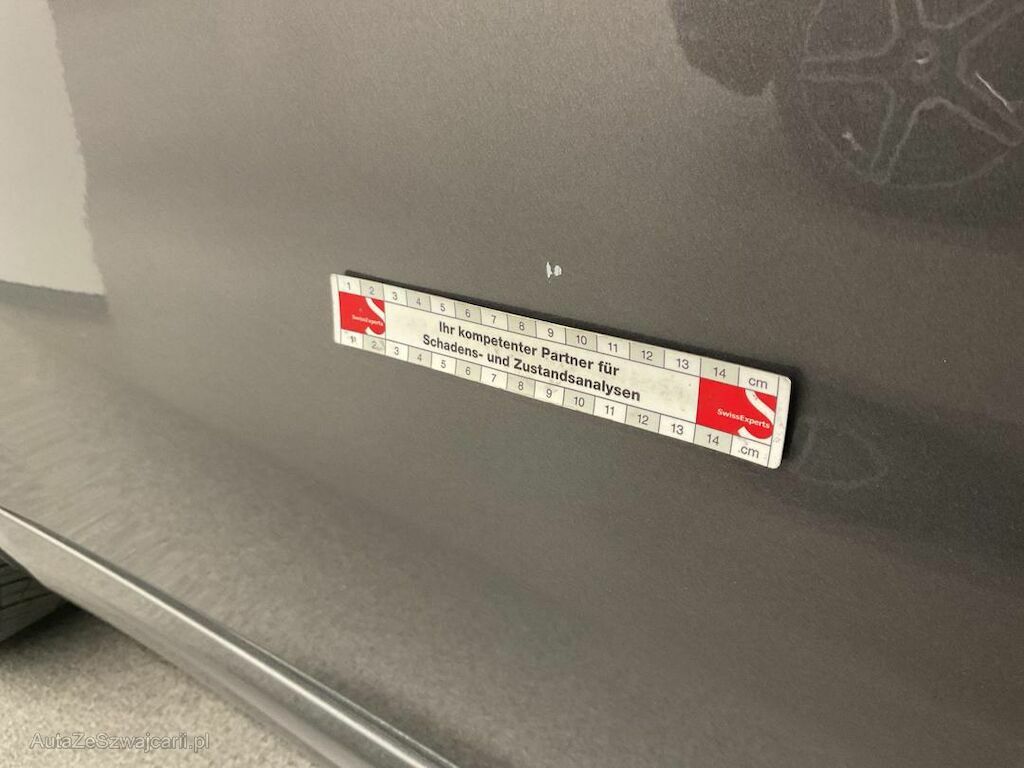 1 2 3 4 5 6 7 8 9 10 11 12 13 14 cm
SwissExperts
Ihr kompetenter Partner für
Schadens- und Zustandsanalysen
SwissExperts
1 2 3 4 5 6 7 8 9 10 11 12 13 14 cm
AutaZeSzwajcarii.pl